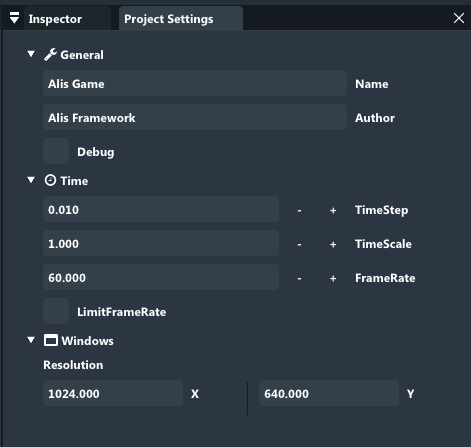 Inspector Project Settings
General
Alis Game Name
Alis Framework Author
Debug
Time
0.010 - + TimeStep
1.000 - + TimeScale
60.000 - + FrameRate
LimitFrameRate
Windows
Resolution
1024.000 X 640.000 Y